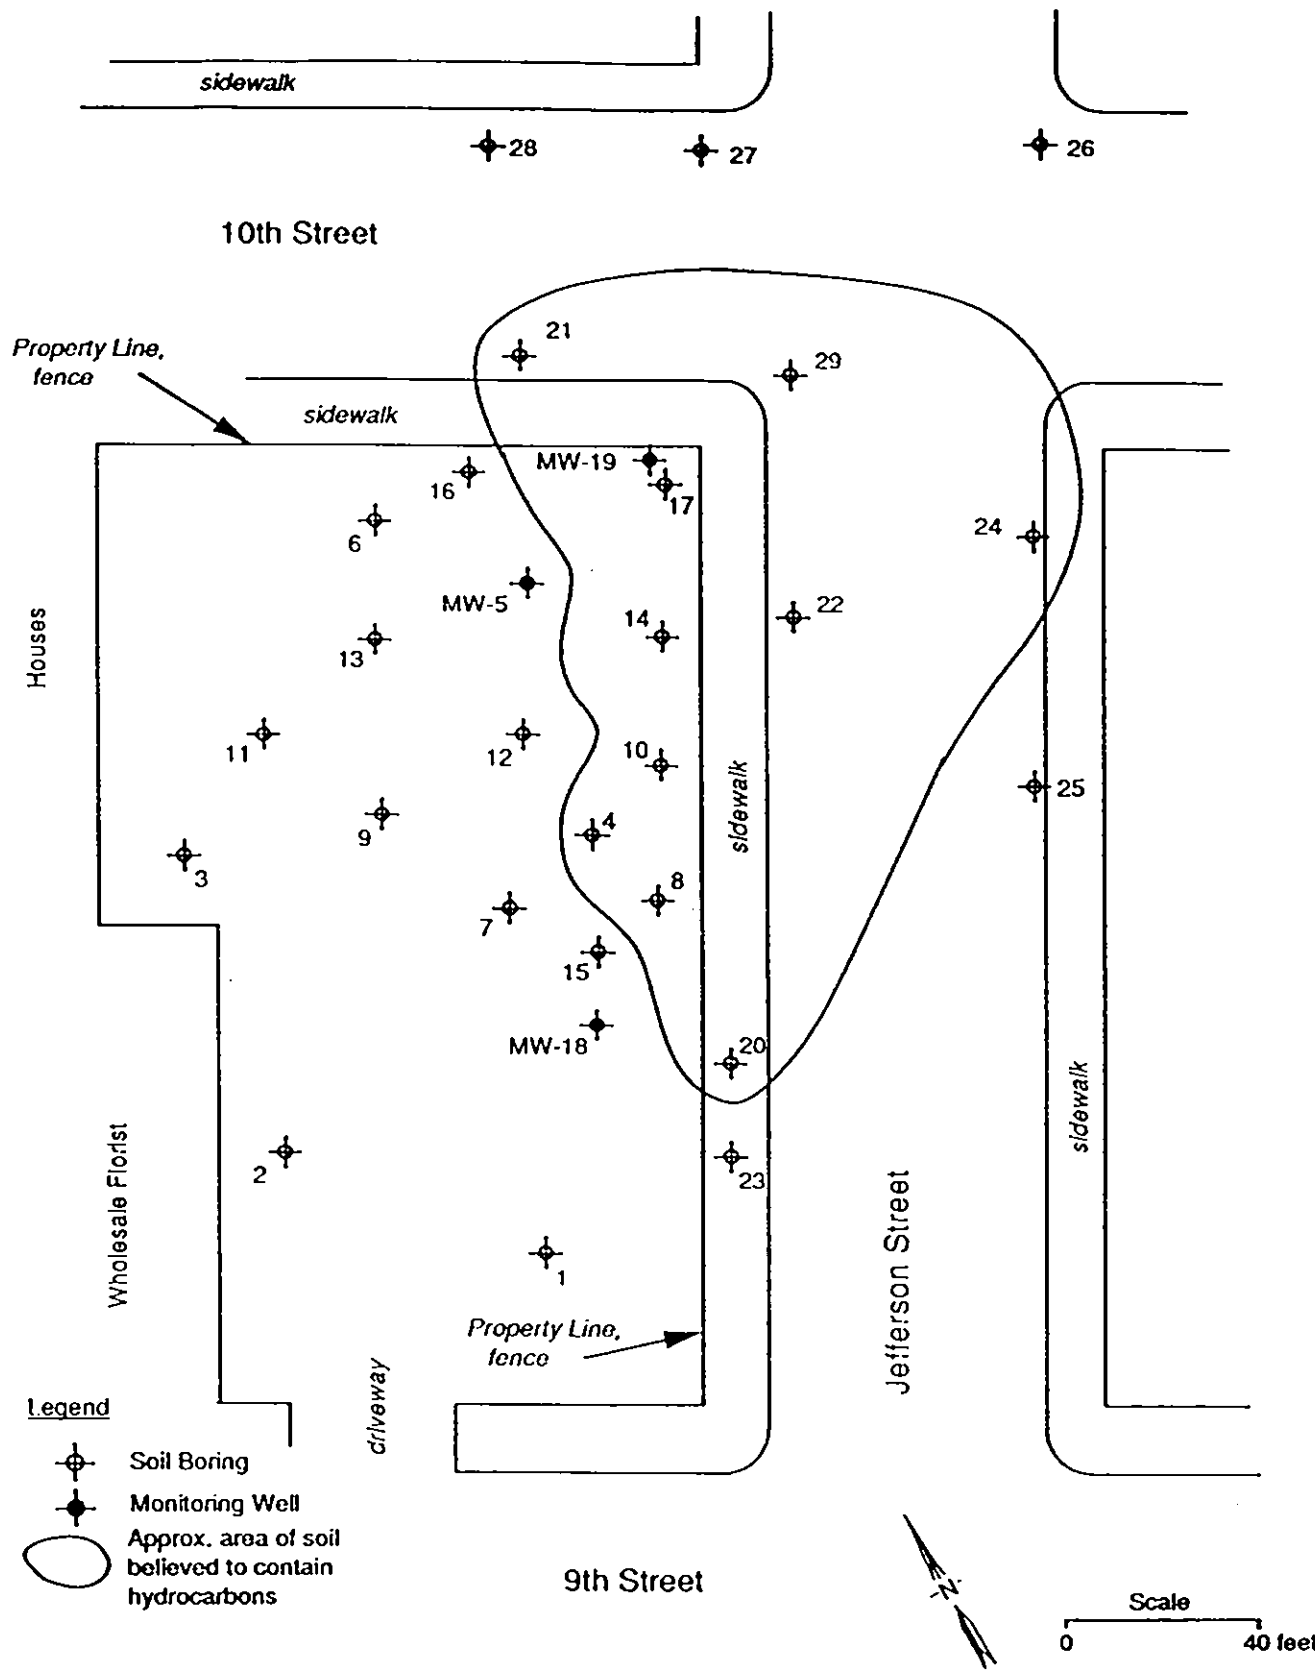 sidewalk
28
27
26
10th Street
21
29
Property Line,
fence
sidewalk
MW-19
16
17
6
24
MW-5
22
14
13
Houses
11
12
10
sidewalk
25
9
4
3
8
7
15
MW-18
20
sidewalk
2
23
Wholesale Florist
Jefferson Street
1
Property Line,
fence
driveway
Legend
Soil Boring
Monitoring Well
Approx. area of soil
believed to contain
hydrocarbons
9th Street
N
Scale
0 40 feet